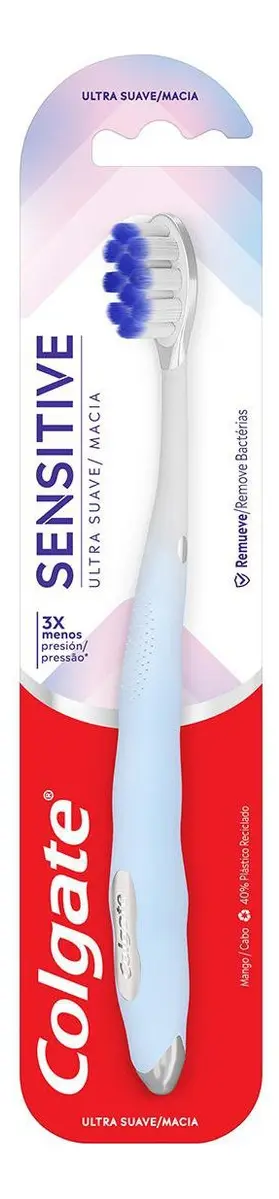 ULTRA SUAVE/MACIA
SENSITIVE
ULTRA SUAVE/ MACIA
3X
menos
presión/
pressão*
Remueve/Remove Bactérias
Colgate®
Colgate
Mango/Cabo 40% Plástico Reciclado
ULTRA SUAVE/MACIA